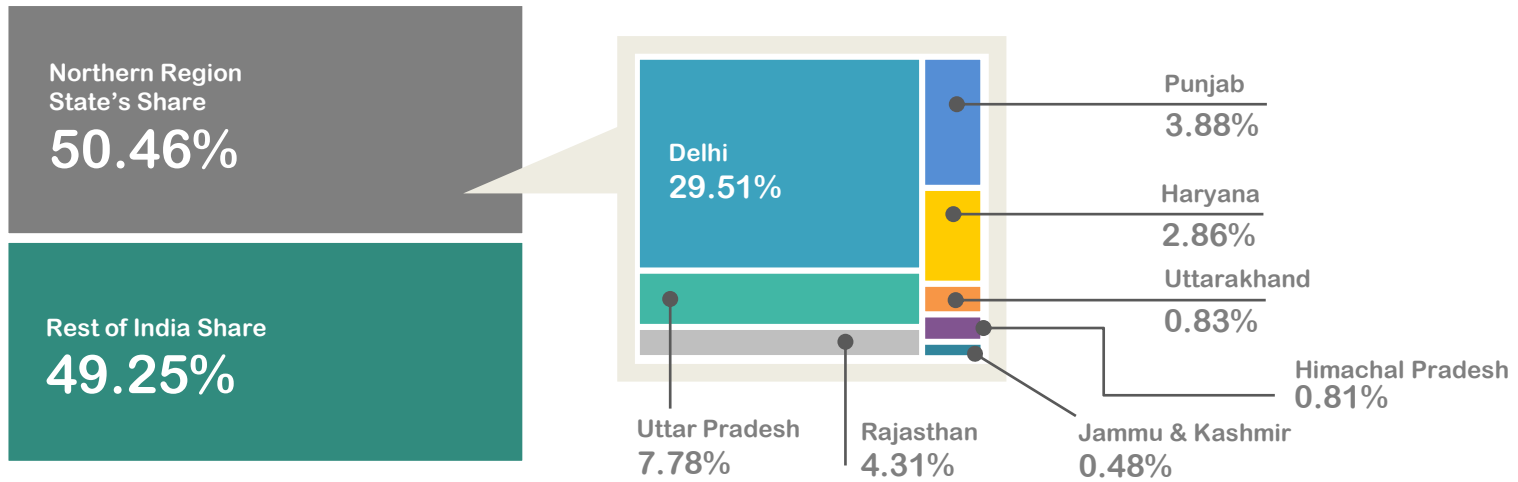 Northern Region
State's Share
50.46%
Rest of India Share
49.25%
Delhi
29.51%
Punjab
3.88%
Haryana
2.86%
Uttarakhand
0.83%
Himachal Pradesh
0.81%
Jammu & Kashmir
0.48%
Rajasthan
4.31%
Uttar Pradesh
7.78%